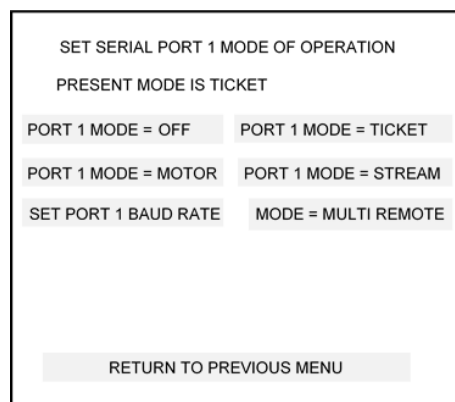 SET SERIAL PORT 1 MODE OF OPERATION
PRESENT MODE IS TICKET
PORT 1 MODE = OFF
PORT 1 MODE = TICKET
PORT 1 MODE = MOTOR
PORT 1 MODE = STREAM
SET PORT 1 BAUD RATE
MODE = MULTI REMOTE
RETURN TO PREVIOUS MENU